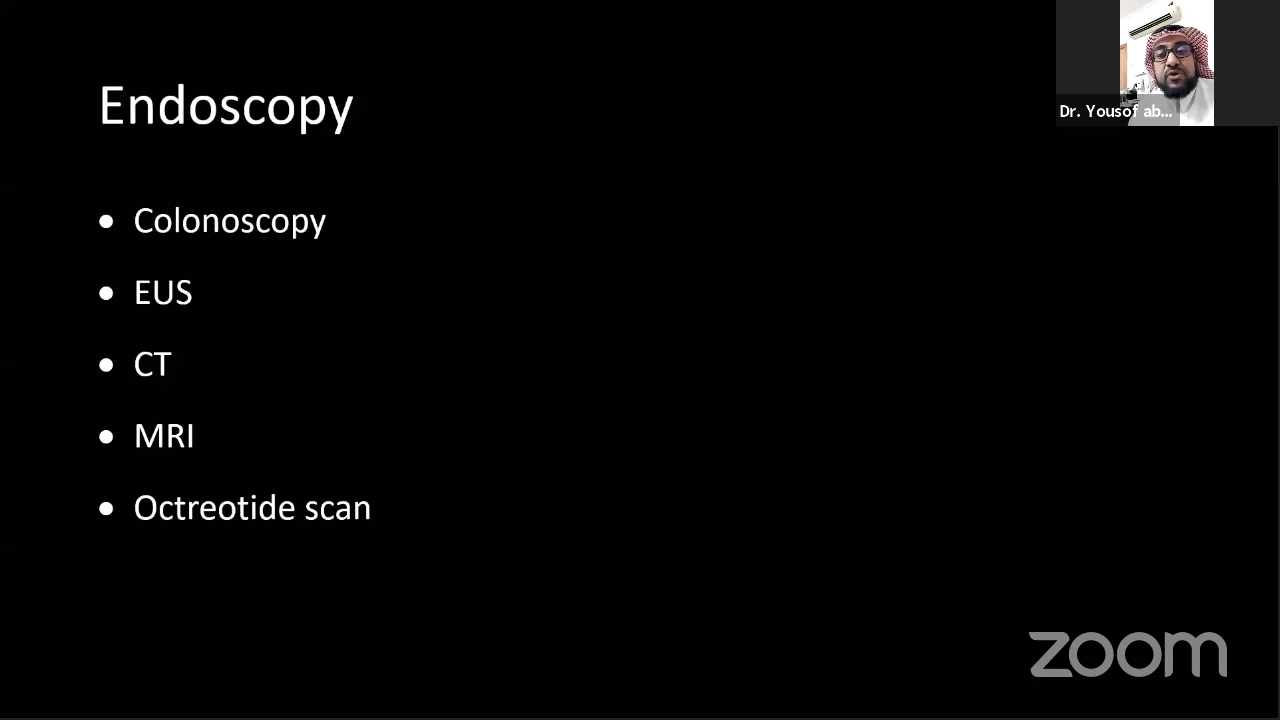 Endoscopy
Dr. Yousof ab...
• Colonoscopy
• EUS
• CT
• MRI
• Octreotide scan
zoom